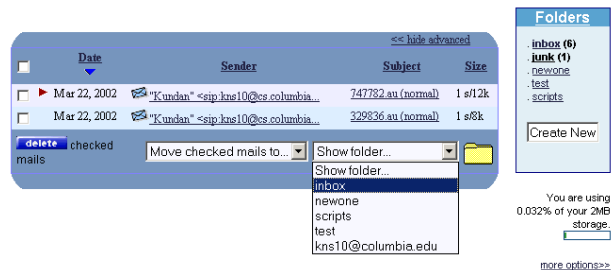 << hide advanced
Date Sender Subject Size
Mar 22, 2002 "Kundan" <sip:kns10@cs.columbia... 747782.au (normal) 1 s/12k
Mar 22, 2002 "Kundan" <sip:kns10@cs.columbia... 329836.au (normal) 1 s/8k
delete checked mails Move checked mails to... Show folder...
Show folder...
inbox
newone
scripts
test
kns10@columbia.edu
Folders
. inbox (6)
. junk (1)
. newone
. test
. scripts
Create New
You are using
0.032% of your 2MB
storage.
more options>>